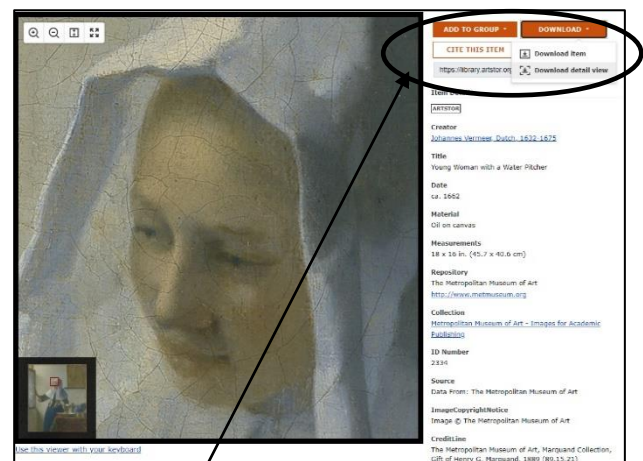 ADD TO GROUP
DOWNLOAD
CITE THIS ITEM
Download item
https://library.artstor.org
Download detail view
ARTSTOR
Creator
Johannes Vermeer, Dutch, 1632-1675
Title
Young Woman with a Water Pitcher
Date
ca. 1662
Material
Oil on canvas
Measurements
18 x 16 in. (45.7 x 40.6 cm)
Repository
The Metropolitan Museum of Art
http://www.metmuseum.org
Collection
Metropolitan Museum of Art - Images for Academic
Publishing
ID Number
2334
Source
Data From: The Metropolitan Museum of Art
ImageCopyrightNotice
Image © The Metropolitan Museum of Art
CreditLine
The Metropolitan Museum of Art, Marquand Collection,
Gift of Henry G. Marquand, 1889 (89.15.21)
Use this viewer with your keyboard